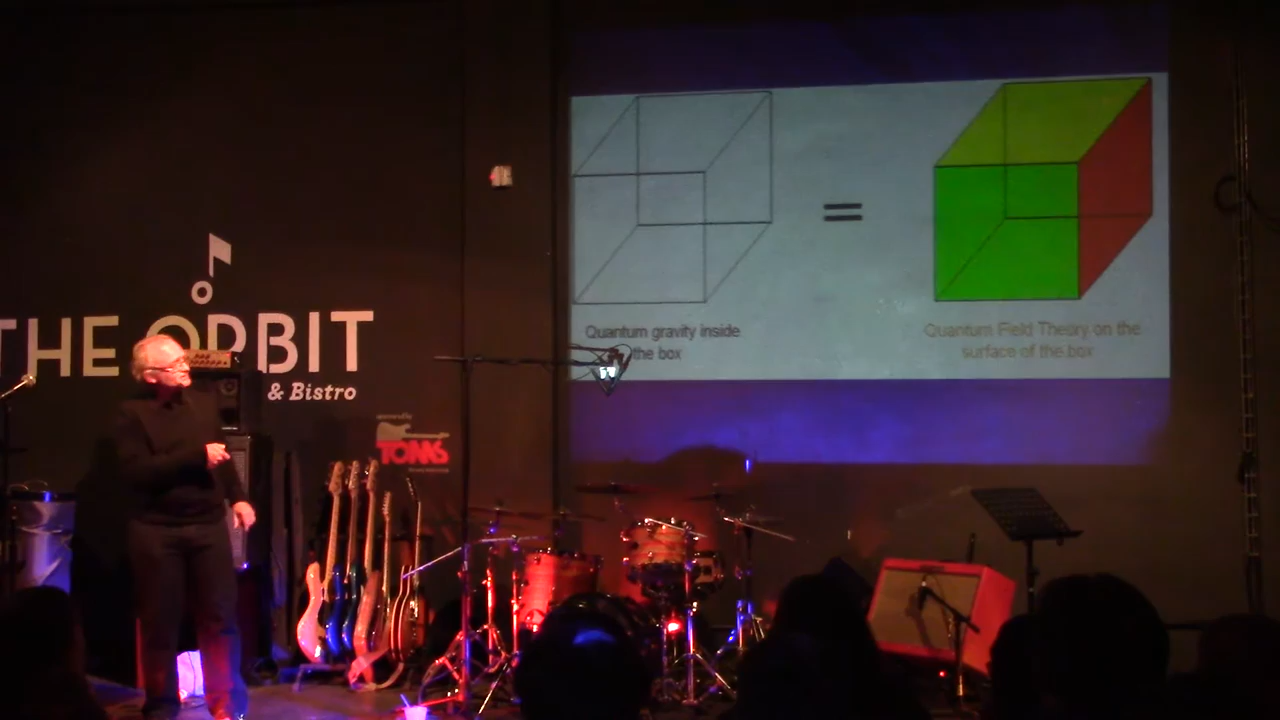 THE ORBIT
& Bistro
TOMS
=
Quantum gravity inside
the box
Quantum Field Theory on the
surface of the box